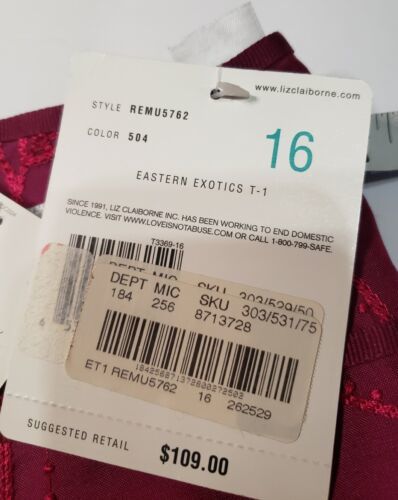 www.lizclaiborne.com
STYLE REMU5762
COLOR 504
16
EASTERN EXOTICS T-1
SINCE 1991, LIZ CLAIBORNE INC. HAS BEEN WORKING TO END DOMESTIC
VIOLENCE. VISIT WWW.LOVEISNOTABUSE.COM OR CALL 1-800-799-SAFE.
73369-16
DEPT MIC SKU 303/529/50
DEPT MIC SKU 303/531/75
184 256 8713728
ET1 REMU5762 16 262529
SUGGESTED RETAIL $109.00